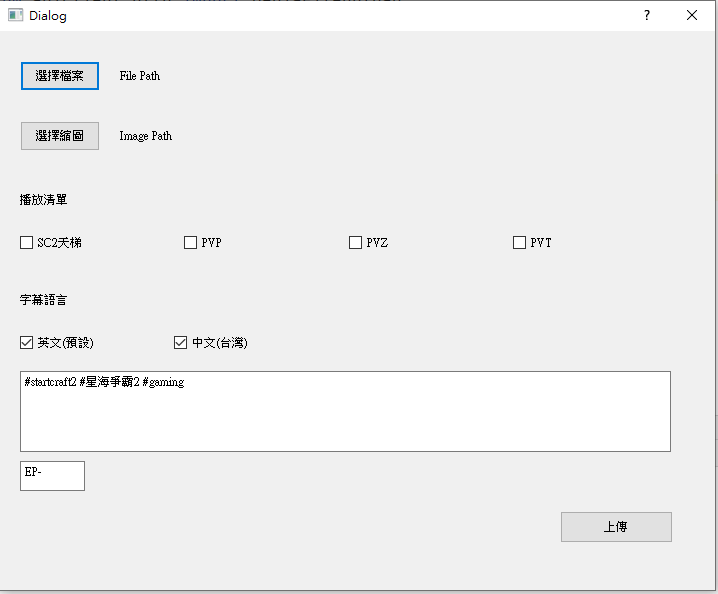 Dialog
選擇檔案 File Path
選擇縮圖 Image Path
播放清單
SC2天梯 PVP PVZ PVT
字幕語言
英文(預設) 中文(台灣)
#startcraft2 #星海爭霸2 #gaming
EP-
上傳